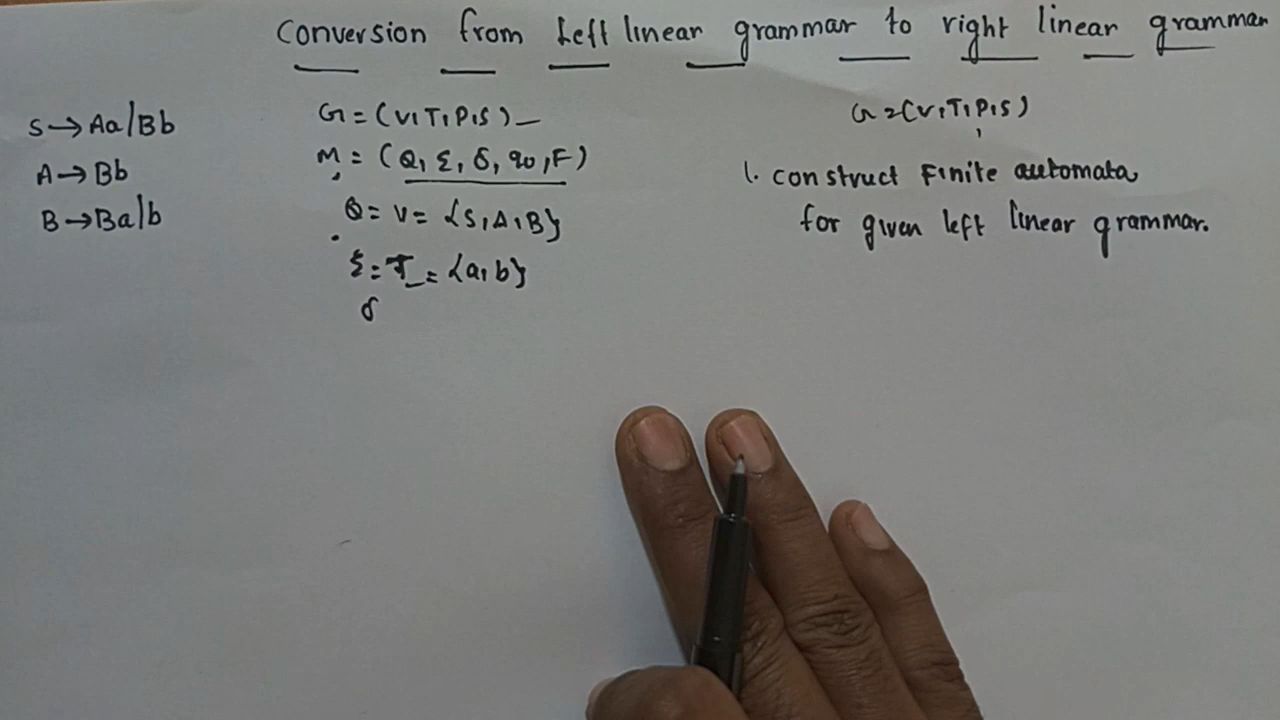 Conversion from Left linear grammar to right linear grammar
S→Aa/Bb
A→Bb
B→Ba/b
G=(V,T,P,S)
M=(Q, Σ, δ, q0, F)
Q=V={S,A,B}
Σ=T={a,b}
δ
G=(V,T,P,S)
1. construct Finite automata
for given left linear grammar.